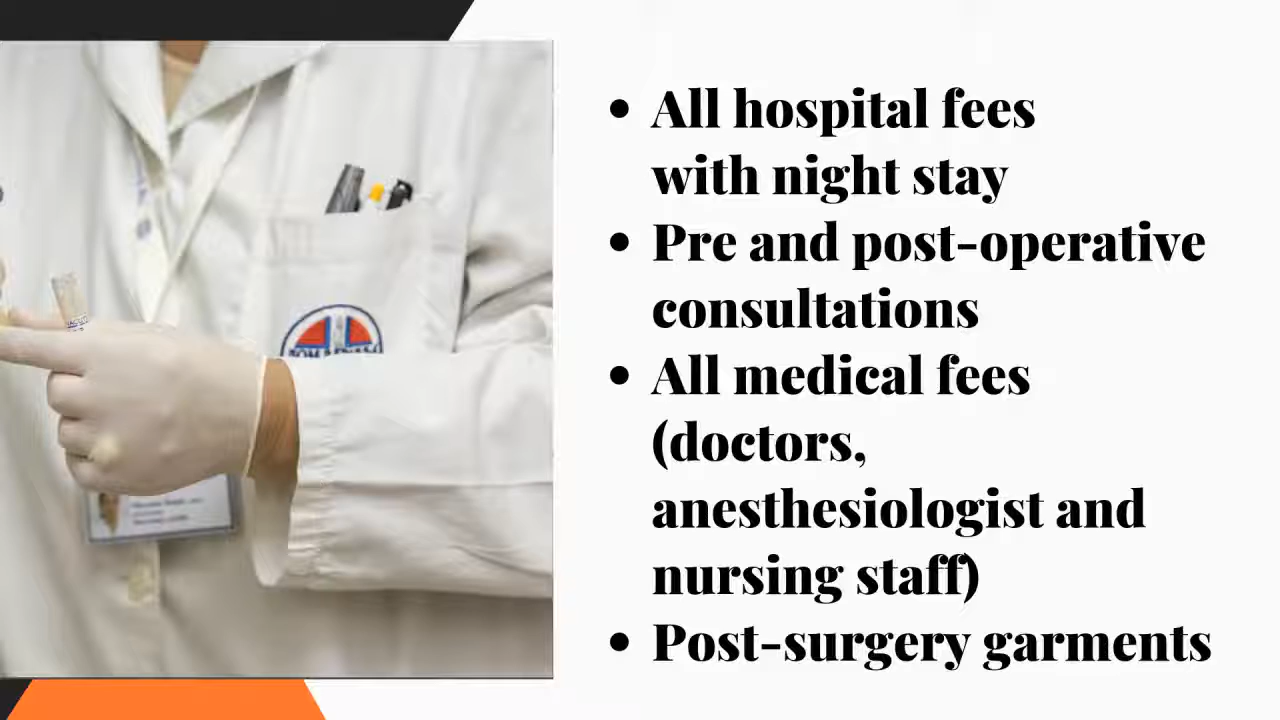 • All hospital fees
with night stay
• Pre and post-operative
consultations
• All medical fees
(doctors,
anesthesiologist and
nursing staff)
• Post-surgery garments